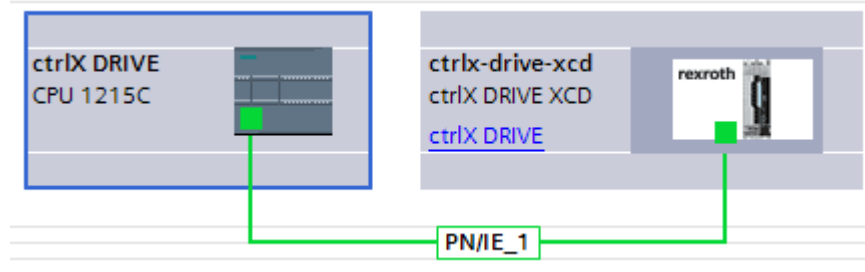 ctrlX DRIVE
CPU 1215C
ctrlx-drive-xcd
ctrlX DRIVE XCD
ctrlX DRIVE
rexroth
PN/IE_1